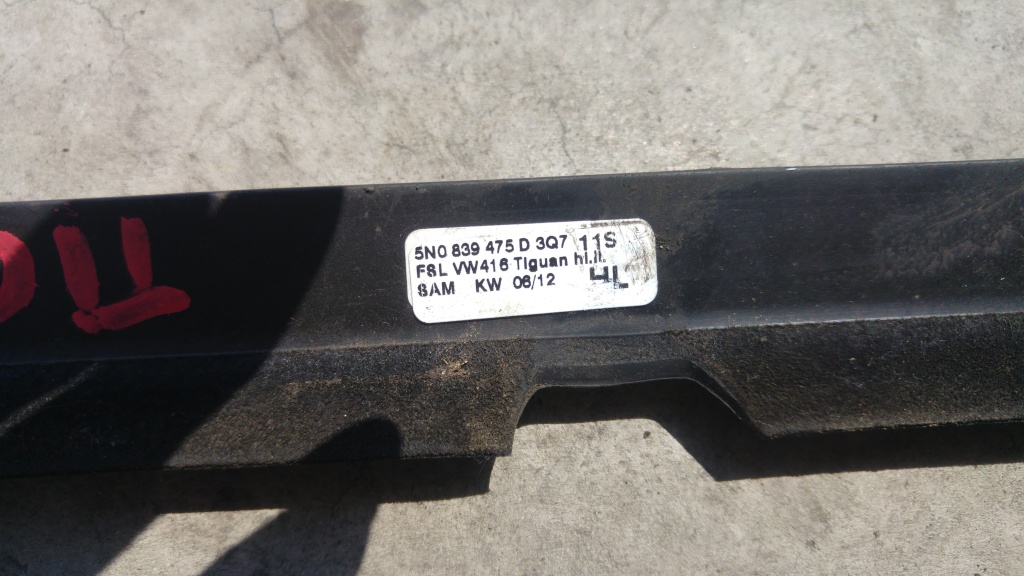 5N0 839 475 D 3Q7 11S
FSL VW416 Tiguan hi.li.
SAM KW 06/12 4L